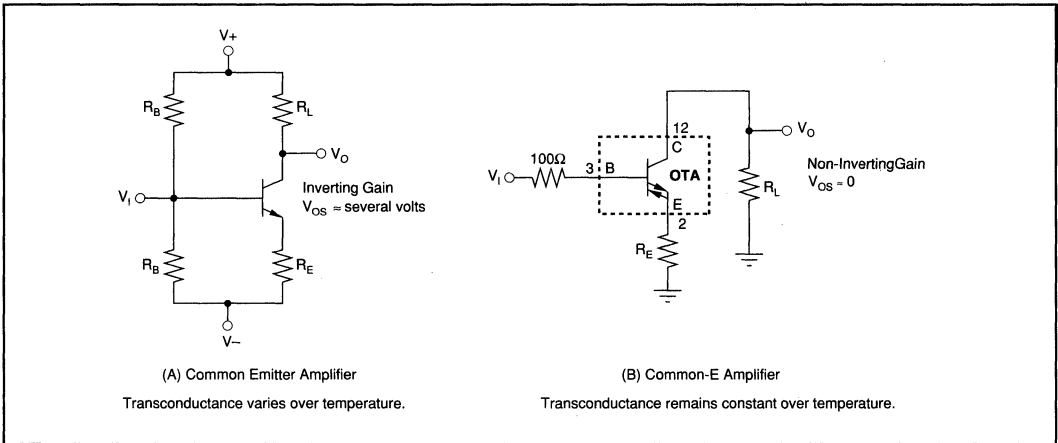 V+
R_B
R_L
V_O
V_I
Inverting Gain
V_OS ≈ several volts
R_B
R_E
V–
(A) Common Emitter Amplifier
Transconductance varies over temperature.
12
C
V_O
100Ω
3
B
OTA
Non-InvertingGain
V_OS ≈ 0
V_I
R_L
E
2
R_E
(B) Common-E Amplifier
Transconductance remains constant over temperature.